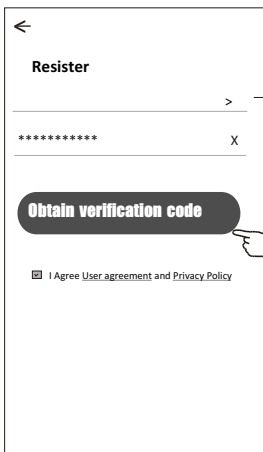 Resister
>
*********** X
Obtain verification code
I Agree User agreement and Privacy Policy